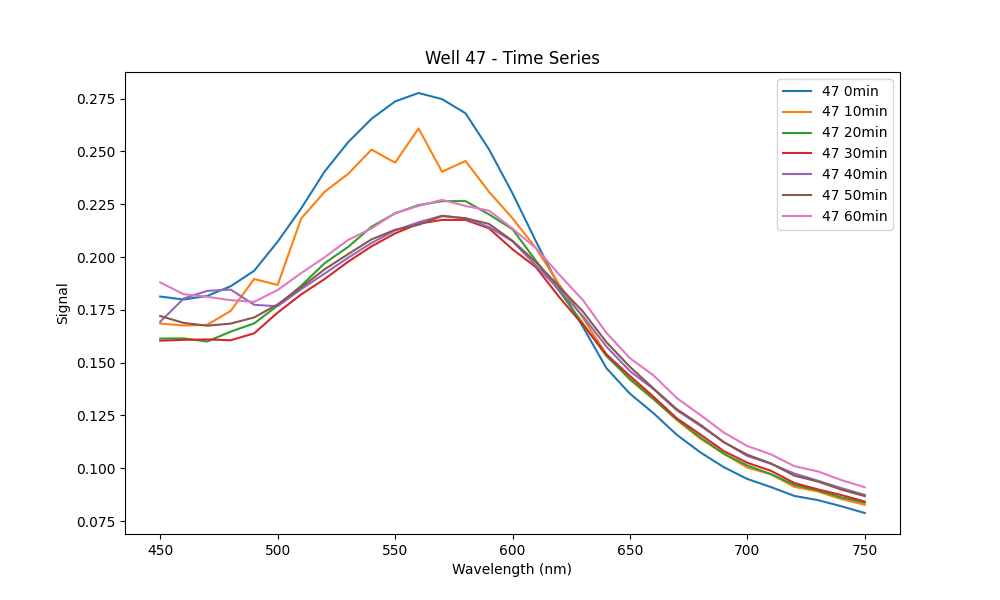 Well 47 - Time Series
47 0min
47 10min
47 20min
47 30min
47 40min
47 50min
47 60min
Signal
0.275
0.250
0.225
0.200
0.175
0.150
0.125
0.100
0.075
450 500 550 600 650 700 750
Wavelength (nm)